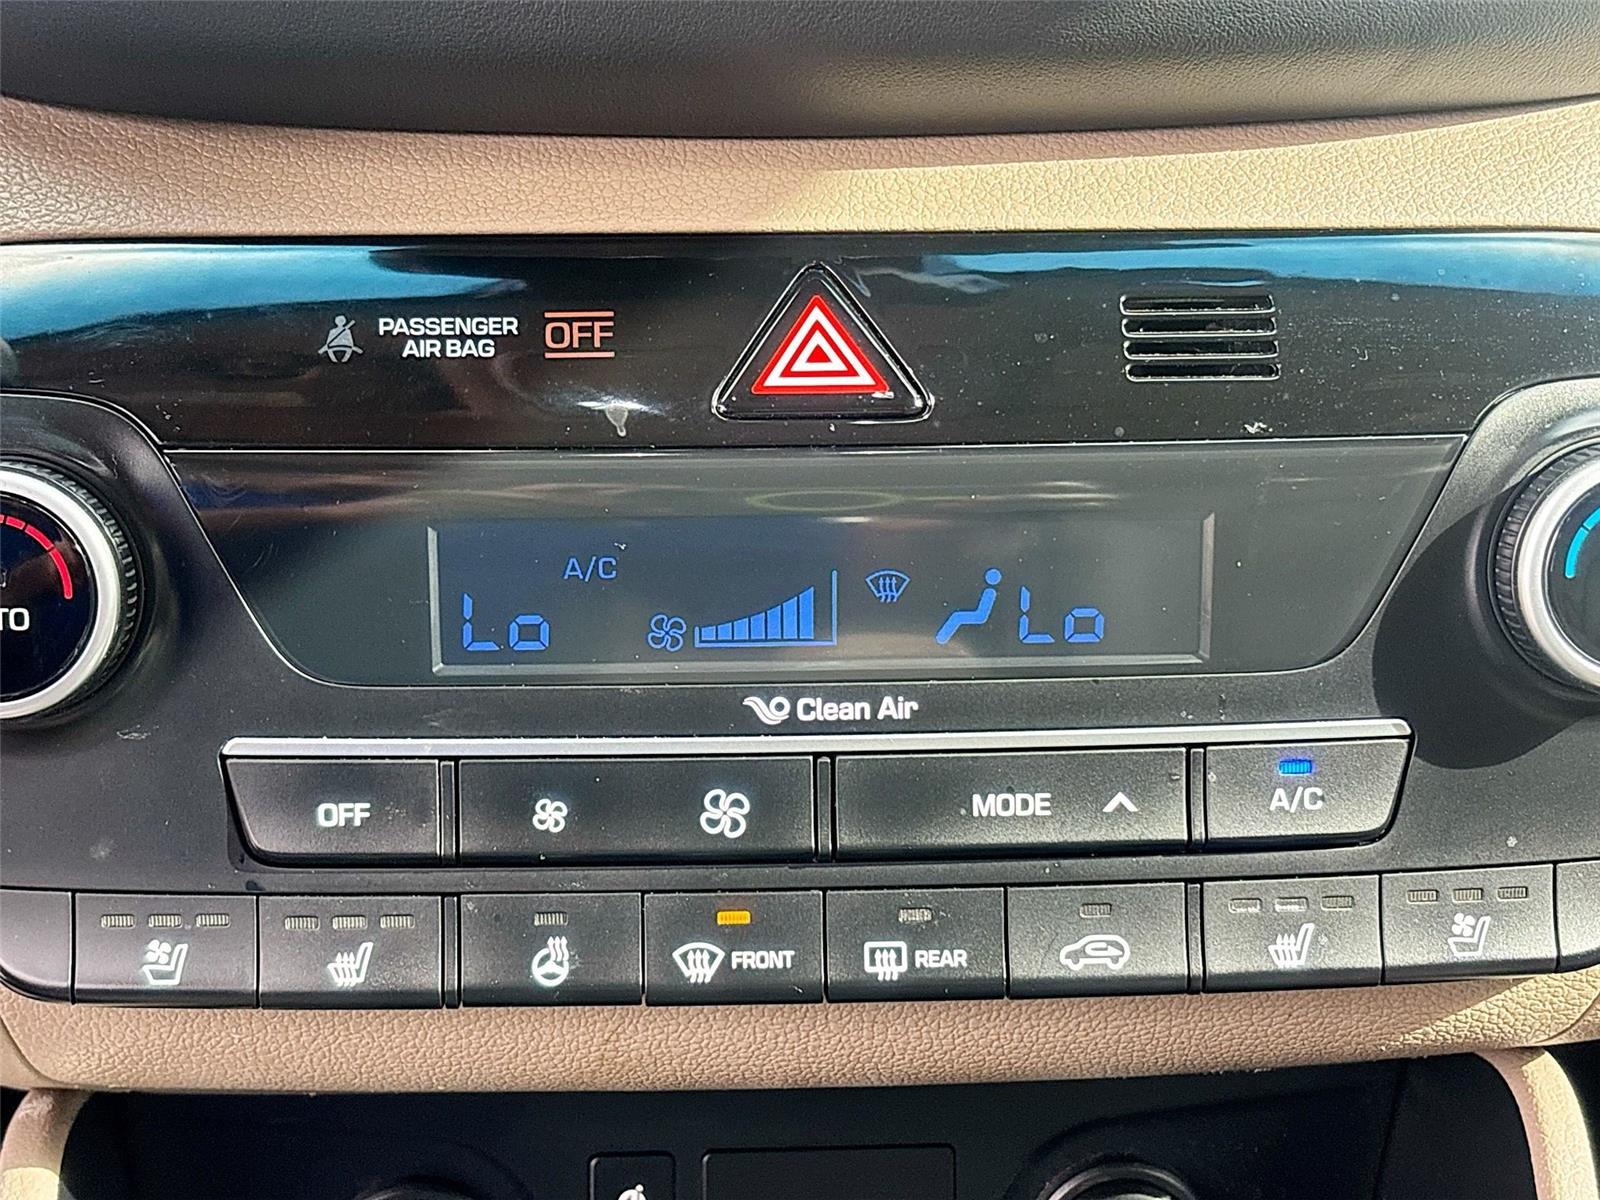 PASSENGER
AIR BAG
OFF
A/C
Lo
Lo
Clean Air
TO
OFF
MODE
A/C
FRONT
REAR